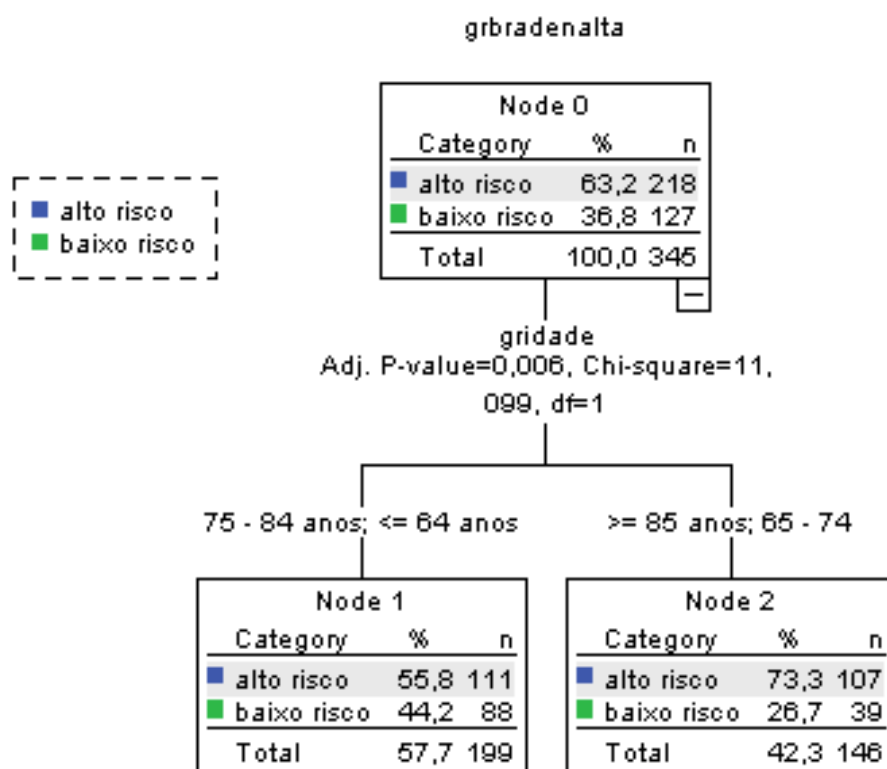 grbradenalta
alto risco
baixo risco
Node 0
Category % n
alto risco 63,2 218
baixo risco 36,8 127
Total 100,0 345
gridade
Adj. P-value=0,006, Chi-square=11,
099, df=1
75 - 84 anos; <= 64 anos
>= 85 anos; 65 - 74
Node 1
Category % n
alto risco 55,8 111
baixo risco 44,2 88
Total 57,7 199
Node 2
Category % n
alto risco 73,3 107
baixo risco 26,7 39
Total 42,3 146